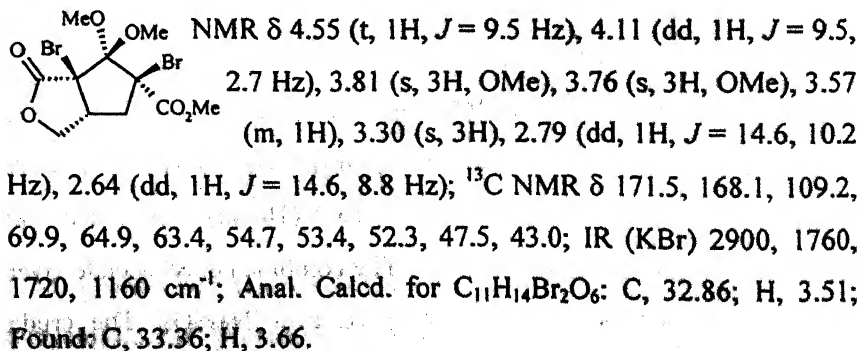 MeO OMe NMR δ 4.55 (t, 1H, J = 9.5 Hz), 4.11 (dd, 1H, J = 9.5,
O Br Br 2.7 Hz), 3.81 (s, 3H, OMe), 3.76 (s, 3H, OMe), 3.57
O CO₂Me (m, 1H), 3.30 (s, 3H), 2.79 (dd, 1H, J = 14.6, 10.2
Hz), 2.64 (dd, 1H, J = 14.6, 8.8 Hz); ¹³C NMR δ 171.5, 168.1, 109.2,
69.9, 64.9, 63.4, 54.7, 53.4, 52.3, 47.5, 43.0; IR (KBr) 2900, 1760,
1720, 1160 cm⁻¹; Anal. Calcd. for C₁₁H₁₄Br₂O₆: C, 32.86; H, 3.51;
Found: C, 33.36; H, 3.66.